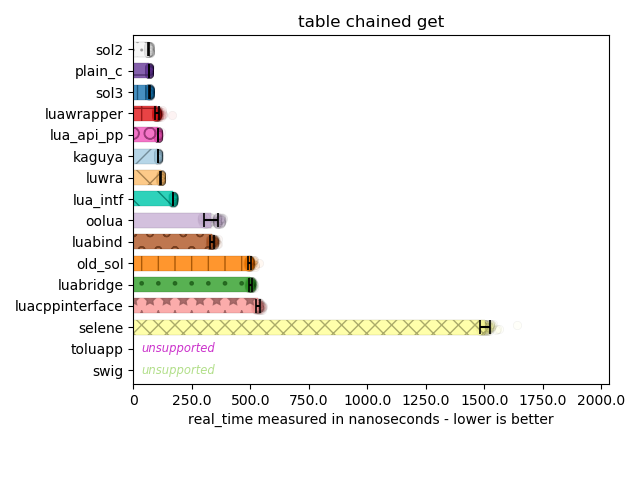 table chained get
sol2
plain_c
sol3
luawrapper
lua_api_pp
kaguya
luwra
lua_intf
oolua
luabind
old_sol
luabridge
luacppinterface
selene
toluapp unsupported
swig unsupported
0 250.0 500.0 750.0 1000.0 1250.0 1500.0 1750.0 2000.0
real_time measured in nanoseconds - lower is better